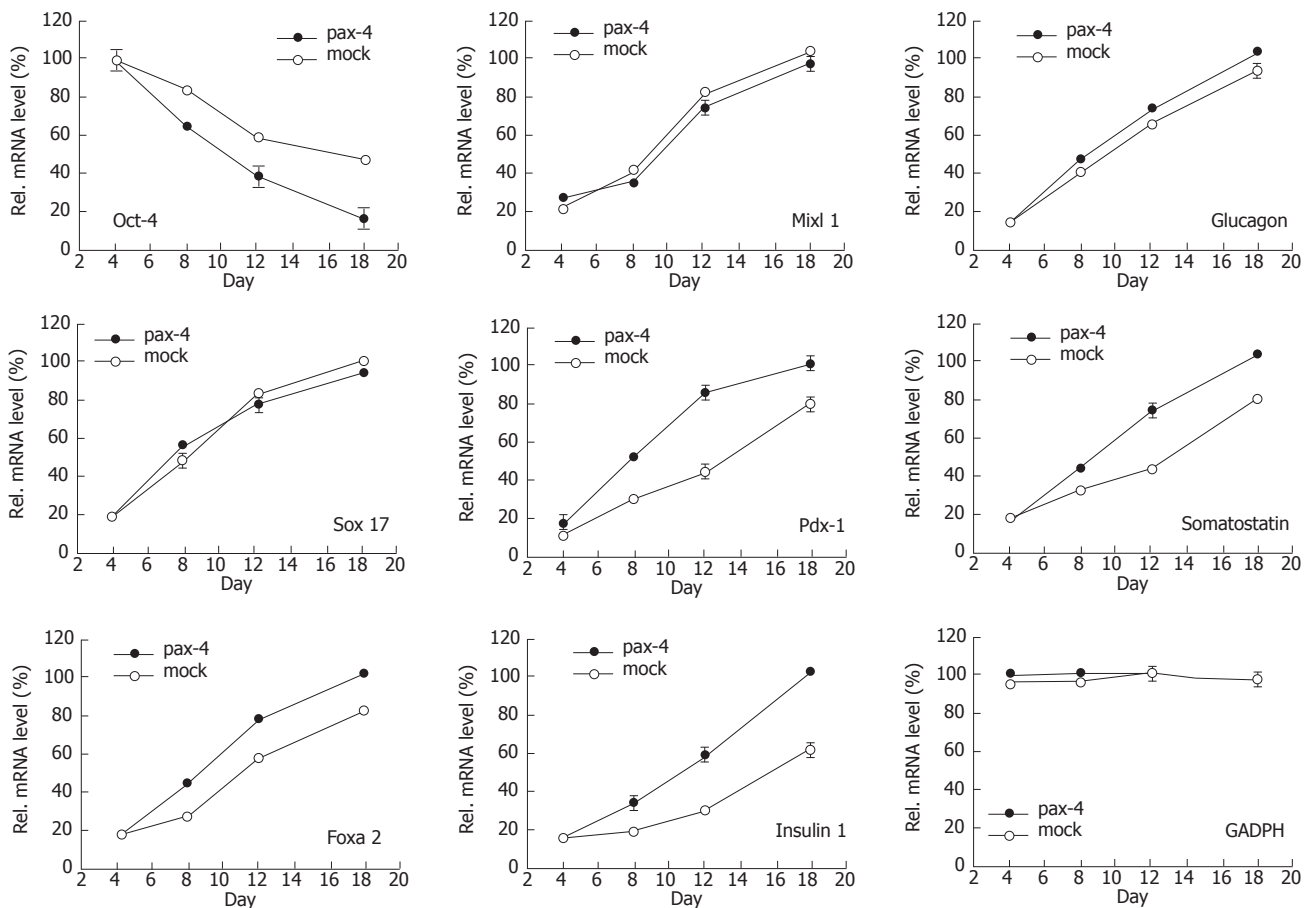 Rel. mRNA level (%)
120
100
80
60
40
20
0
pax-4
mock
Oct-4
2 4 6 8 10 12 14 16 18 20
Day
Rel. mRNA level (%)
120
100
80
60
40
20
0
pax-4
mock
Mixl 1
2 4 6 8 10 12 14 16 18 20
Day
Rel. mRNA level (%)
120
100
80
60
40
20
0
pax-4
mock
Glucagon
2 4 6 8 10 12 14 16 18 20
Day
Rel. mRNA level (%)
120
100
80
60
40
20
0
pax-4
mock
Sox 17
2 4 6 8 10 12 14 16 18 20
Day
Rel. mRNA level (%)
120
100
80
60
40
20
0
pax-4
mock
Pdx-1
2 4 6 8 10 12 14 16 18 20
Day
Rel. mRNA level (%)
120
100
80
60
40
20
0
pax-4
mock
Somatostatin
2 4 6 8 10 12 14 16 18 20
Day
Rel. mRNA level (%)
120
100
80
60
40
20
0
pax-4
mock
Foxa 2
2 4 6 8 10 12 14 16 18 20
Day
Rel. mRNA level (%)
120
100
80
60
40
20
0
pax-4
mock
Insulin 1
2 4 6 8 10 12 14 16 18 20
Day
Rel. mRNA level (%)
120
100
80
60
40
20
0
pax-4
mock
GADPH
2 4 6 8 10 12 14 16 18 20
Day